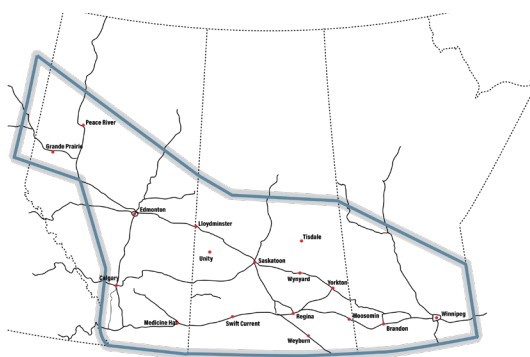 Peace River
Grande Prairie
Edmonton
Lloydminster
Tisdale
Unity
Saskatoon
Calgary
Wynyard
Yorkton
Medicine Hat
Swift Current
Regina
Moosomin
Winnipeg
Brandon
Weyburn